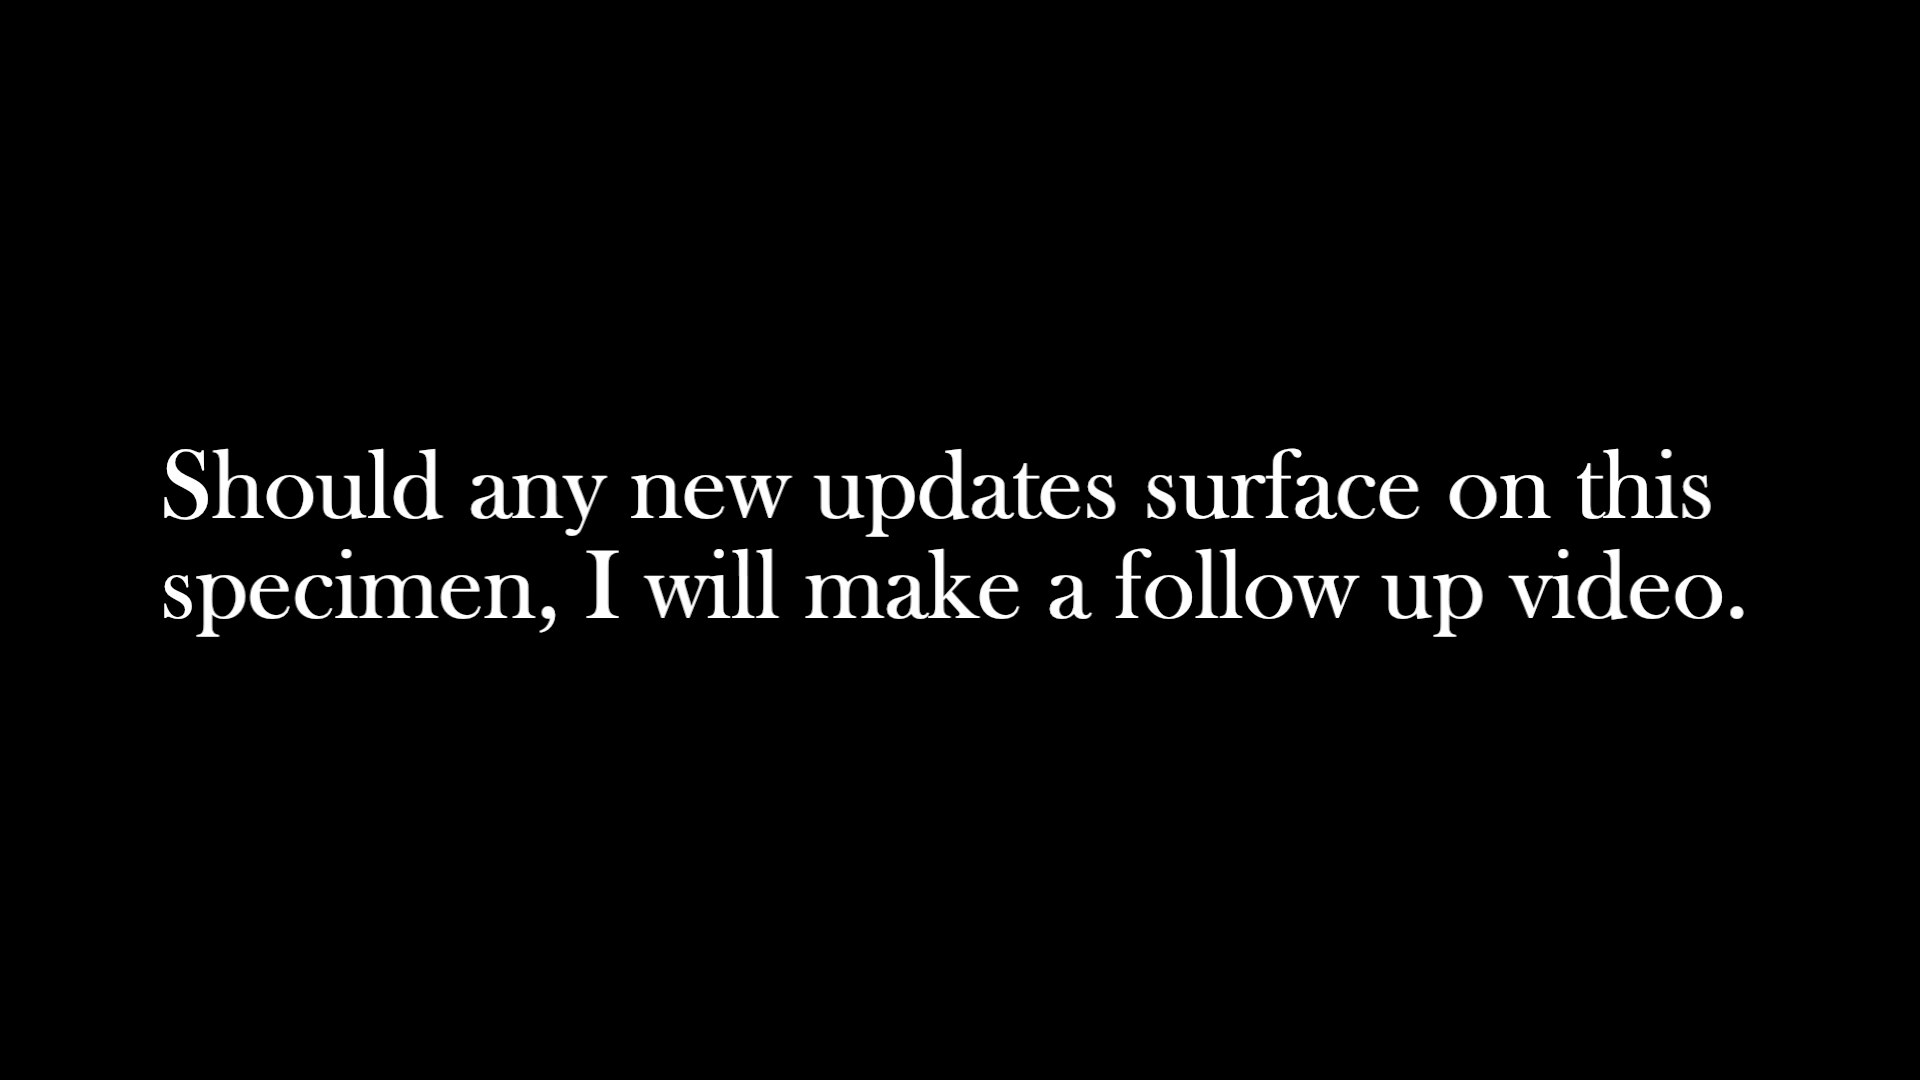 Should any new updates surface on this
specimen, I will make a follow up video.